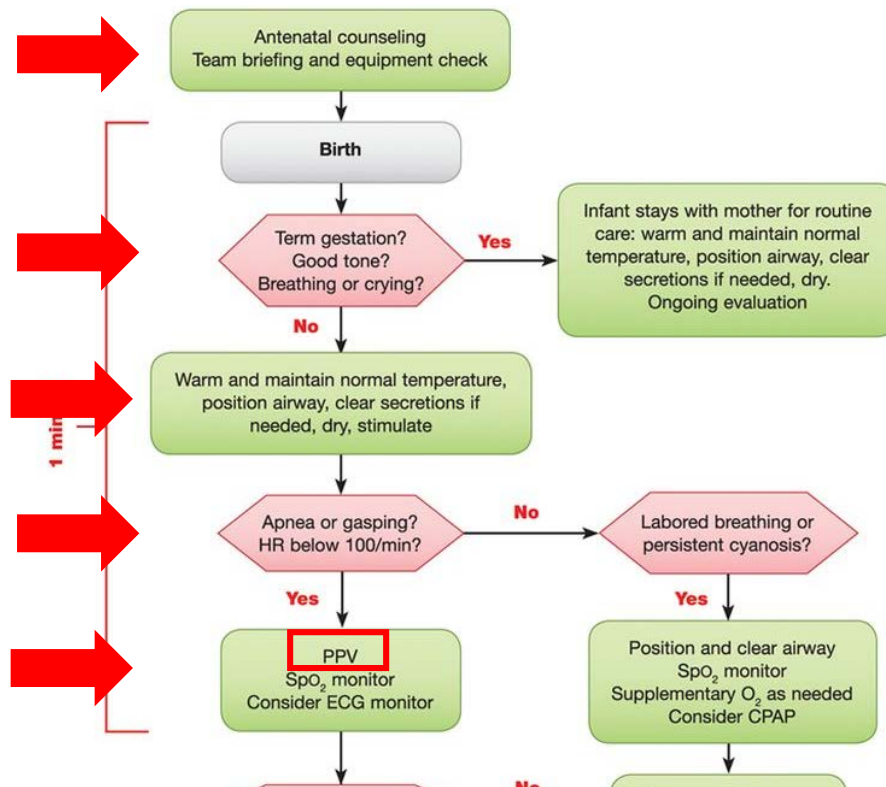 Antenatal counseling
Team briefing and equipment check
Birth
Term gestation?
Good tone?
Breathing or crying?
Yes
Infant stays with mother for routine
care: warm and maintain normal
temperature, position airway, clear
secretions if needed, dry.
Ongoing evaluation
No
Warm and maintain normal temperature,
position airway, clear secretions if
needed, dry, stimulate
1 min
Apnea or gasping?
HR below 100/min?
No
Labored breathing or
persistent cyanosis?
Yes
Yes
PPV
SpO₂ monitor
Consider ECG monitor
Position and clear airway
SpO₂ monitor
Supplementary O₂ as needed
Consider CPAP
No